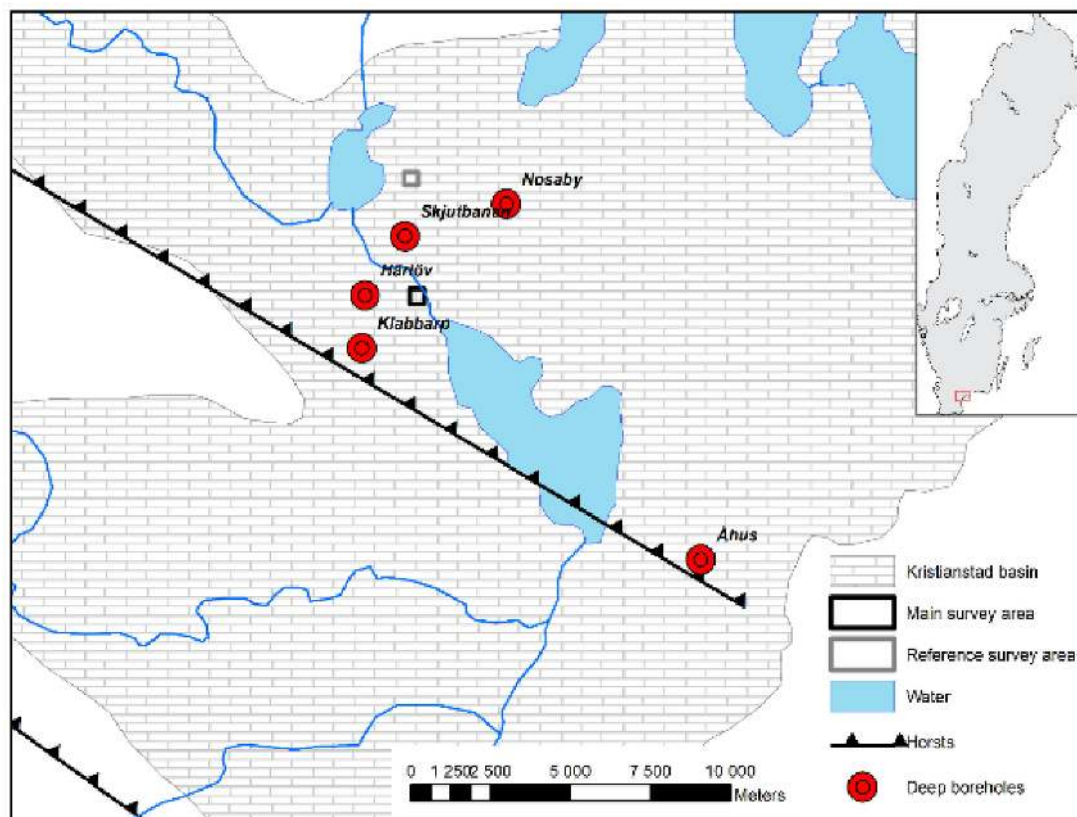 Nosaby
Skjutbanan
Härlöv
Klabbarp
Åhus
Kristianstad basin
Main survey area
Reference survey area
Water
Horsts
Deep boreholes
0 1 250 2 500 5 000 7 500 10 000
Meters